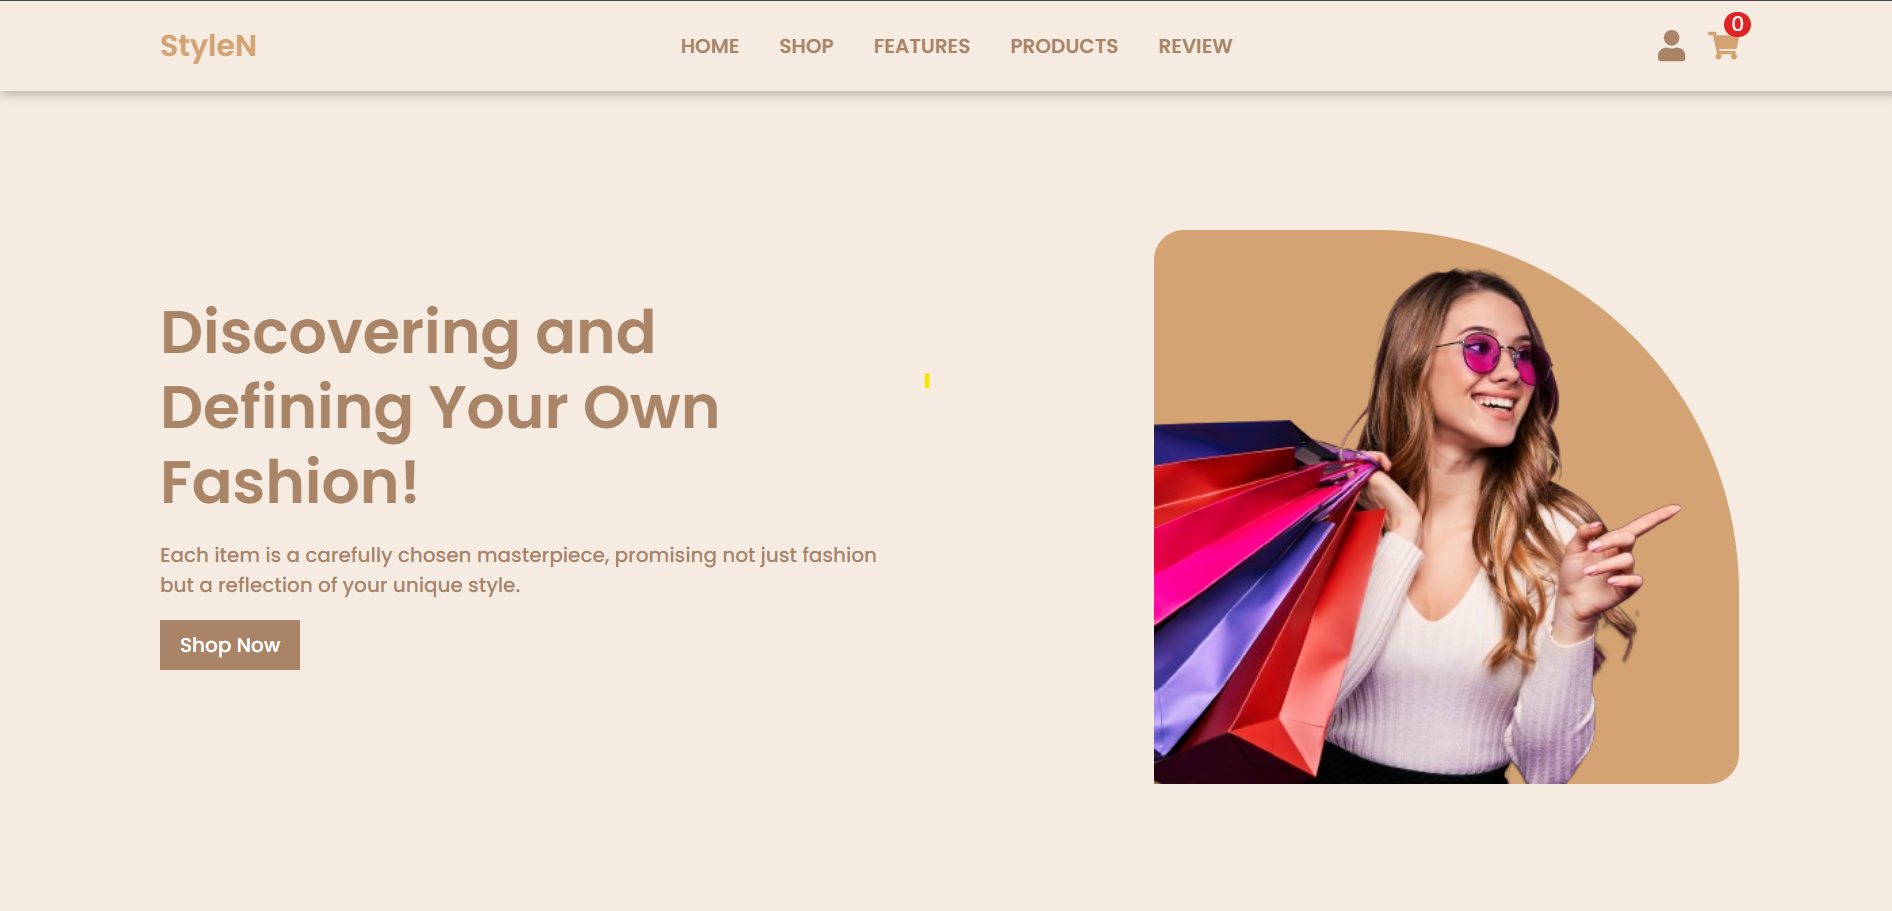 StyleN
HOME
SHOP
FEATURES
PRODUCTS
REVIEW
0
Discovering and
Defining Your Own
Fashion!
Each item is a carefully chosen masterpiece, promising not just fashion
but a reflection of your unique style.
Shop Now